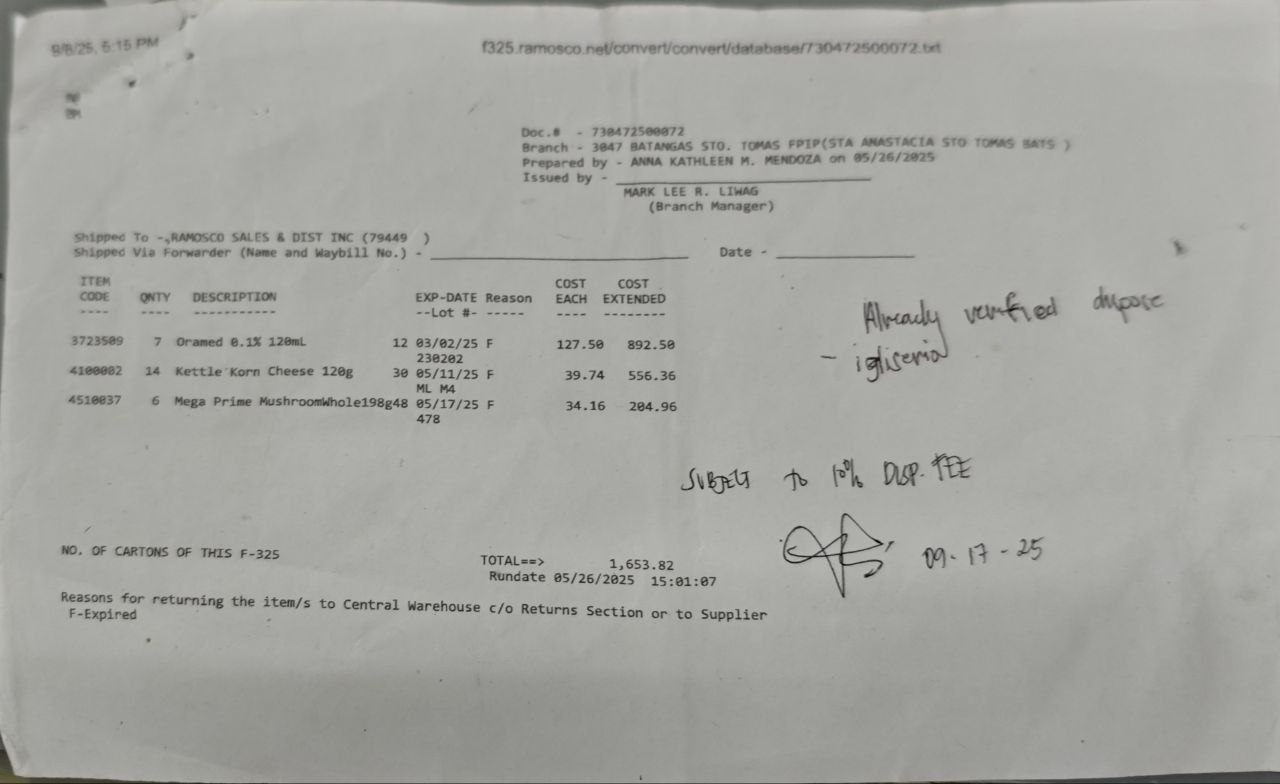 9/8/25, 5:15 PM
f325.ramosco.net/convert/convert/database/730472500072.txt
Doc.# - 730472500072
Branch - 3047 BATANGAS STO. TOMAS FPIP(STA ANASTACIA STO TOMAS BATS )
Prepared by - ANNA KATHLEEN M. MENDOZA on 05/26/2025
Issued by -
MARK LEE R. LIWAG
(Branch Manager)
Shipped To -,RAMOSCO SALES & DIST INC (79449 )
Shipped Via Forwarder (Name and Waybill No.) - Date -
ITEM COST COST
CODE QNTY DESCRIPTION EXP-DATE Reason EACH EXTENDED
---- ---- ----------- --Lot #- ----- ---- --------
3723509 7 Oramed 0.1% 120mL 12 03/02/25 F 127.50 892.50
230202
4100002 14 Kettle Korn Cheese 120g 30 05/11/25 F 39.74 556.36
ML M4
4510037 6 Mega Prime MushroomWhole198g48 05/17/25 F 34.16 204.96
478
Already verified dispose
-
SUBJECT TO 10% DISP. FEE
09-17-25
NO. OF CARTONS OF THIS F-325 TOTAL==> 1,653.82
Rundate 05/26/2025 15:01:07
Reasons for returning the item/s to Central Warehouse c/o Returns Section or to Supplier
F-Expired